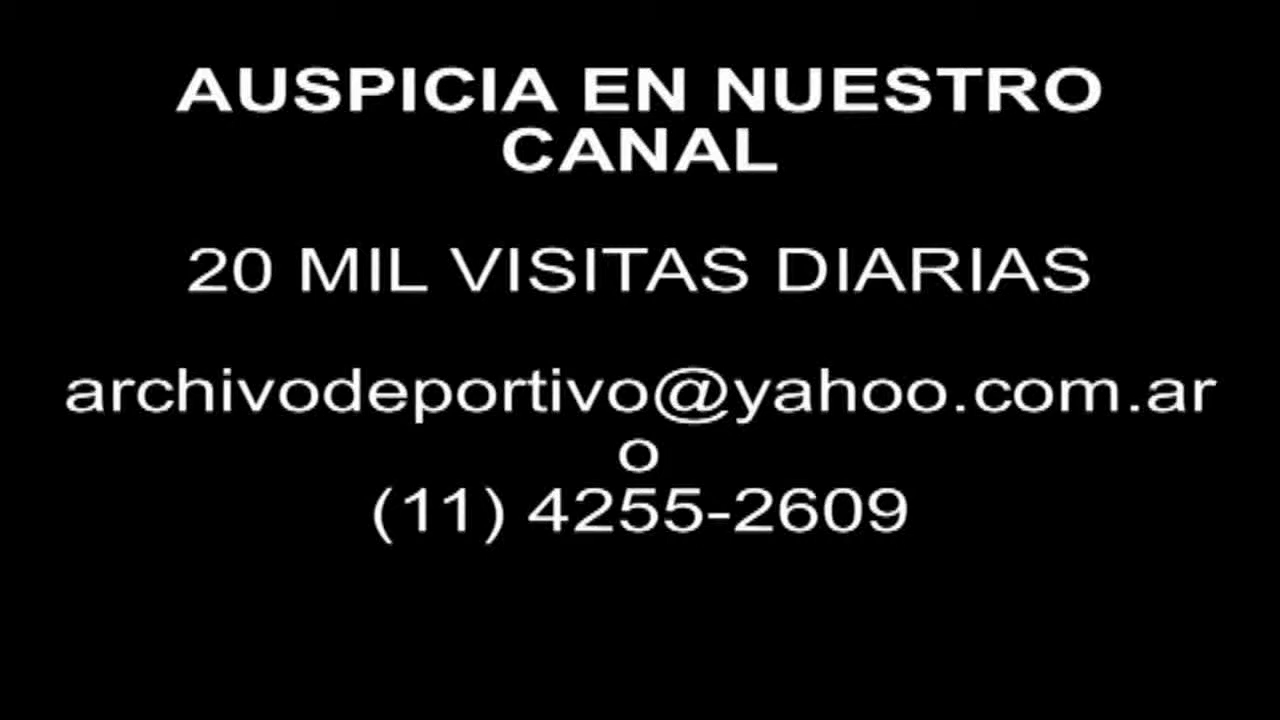 AUSPICIA EN NUESTRO
CANAL
20 MIL VISITAS DIARIAS
archivodeportivo@yahoo.com.ar
o
(11) 4255-2609